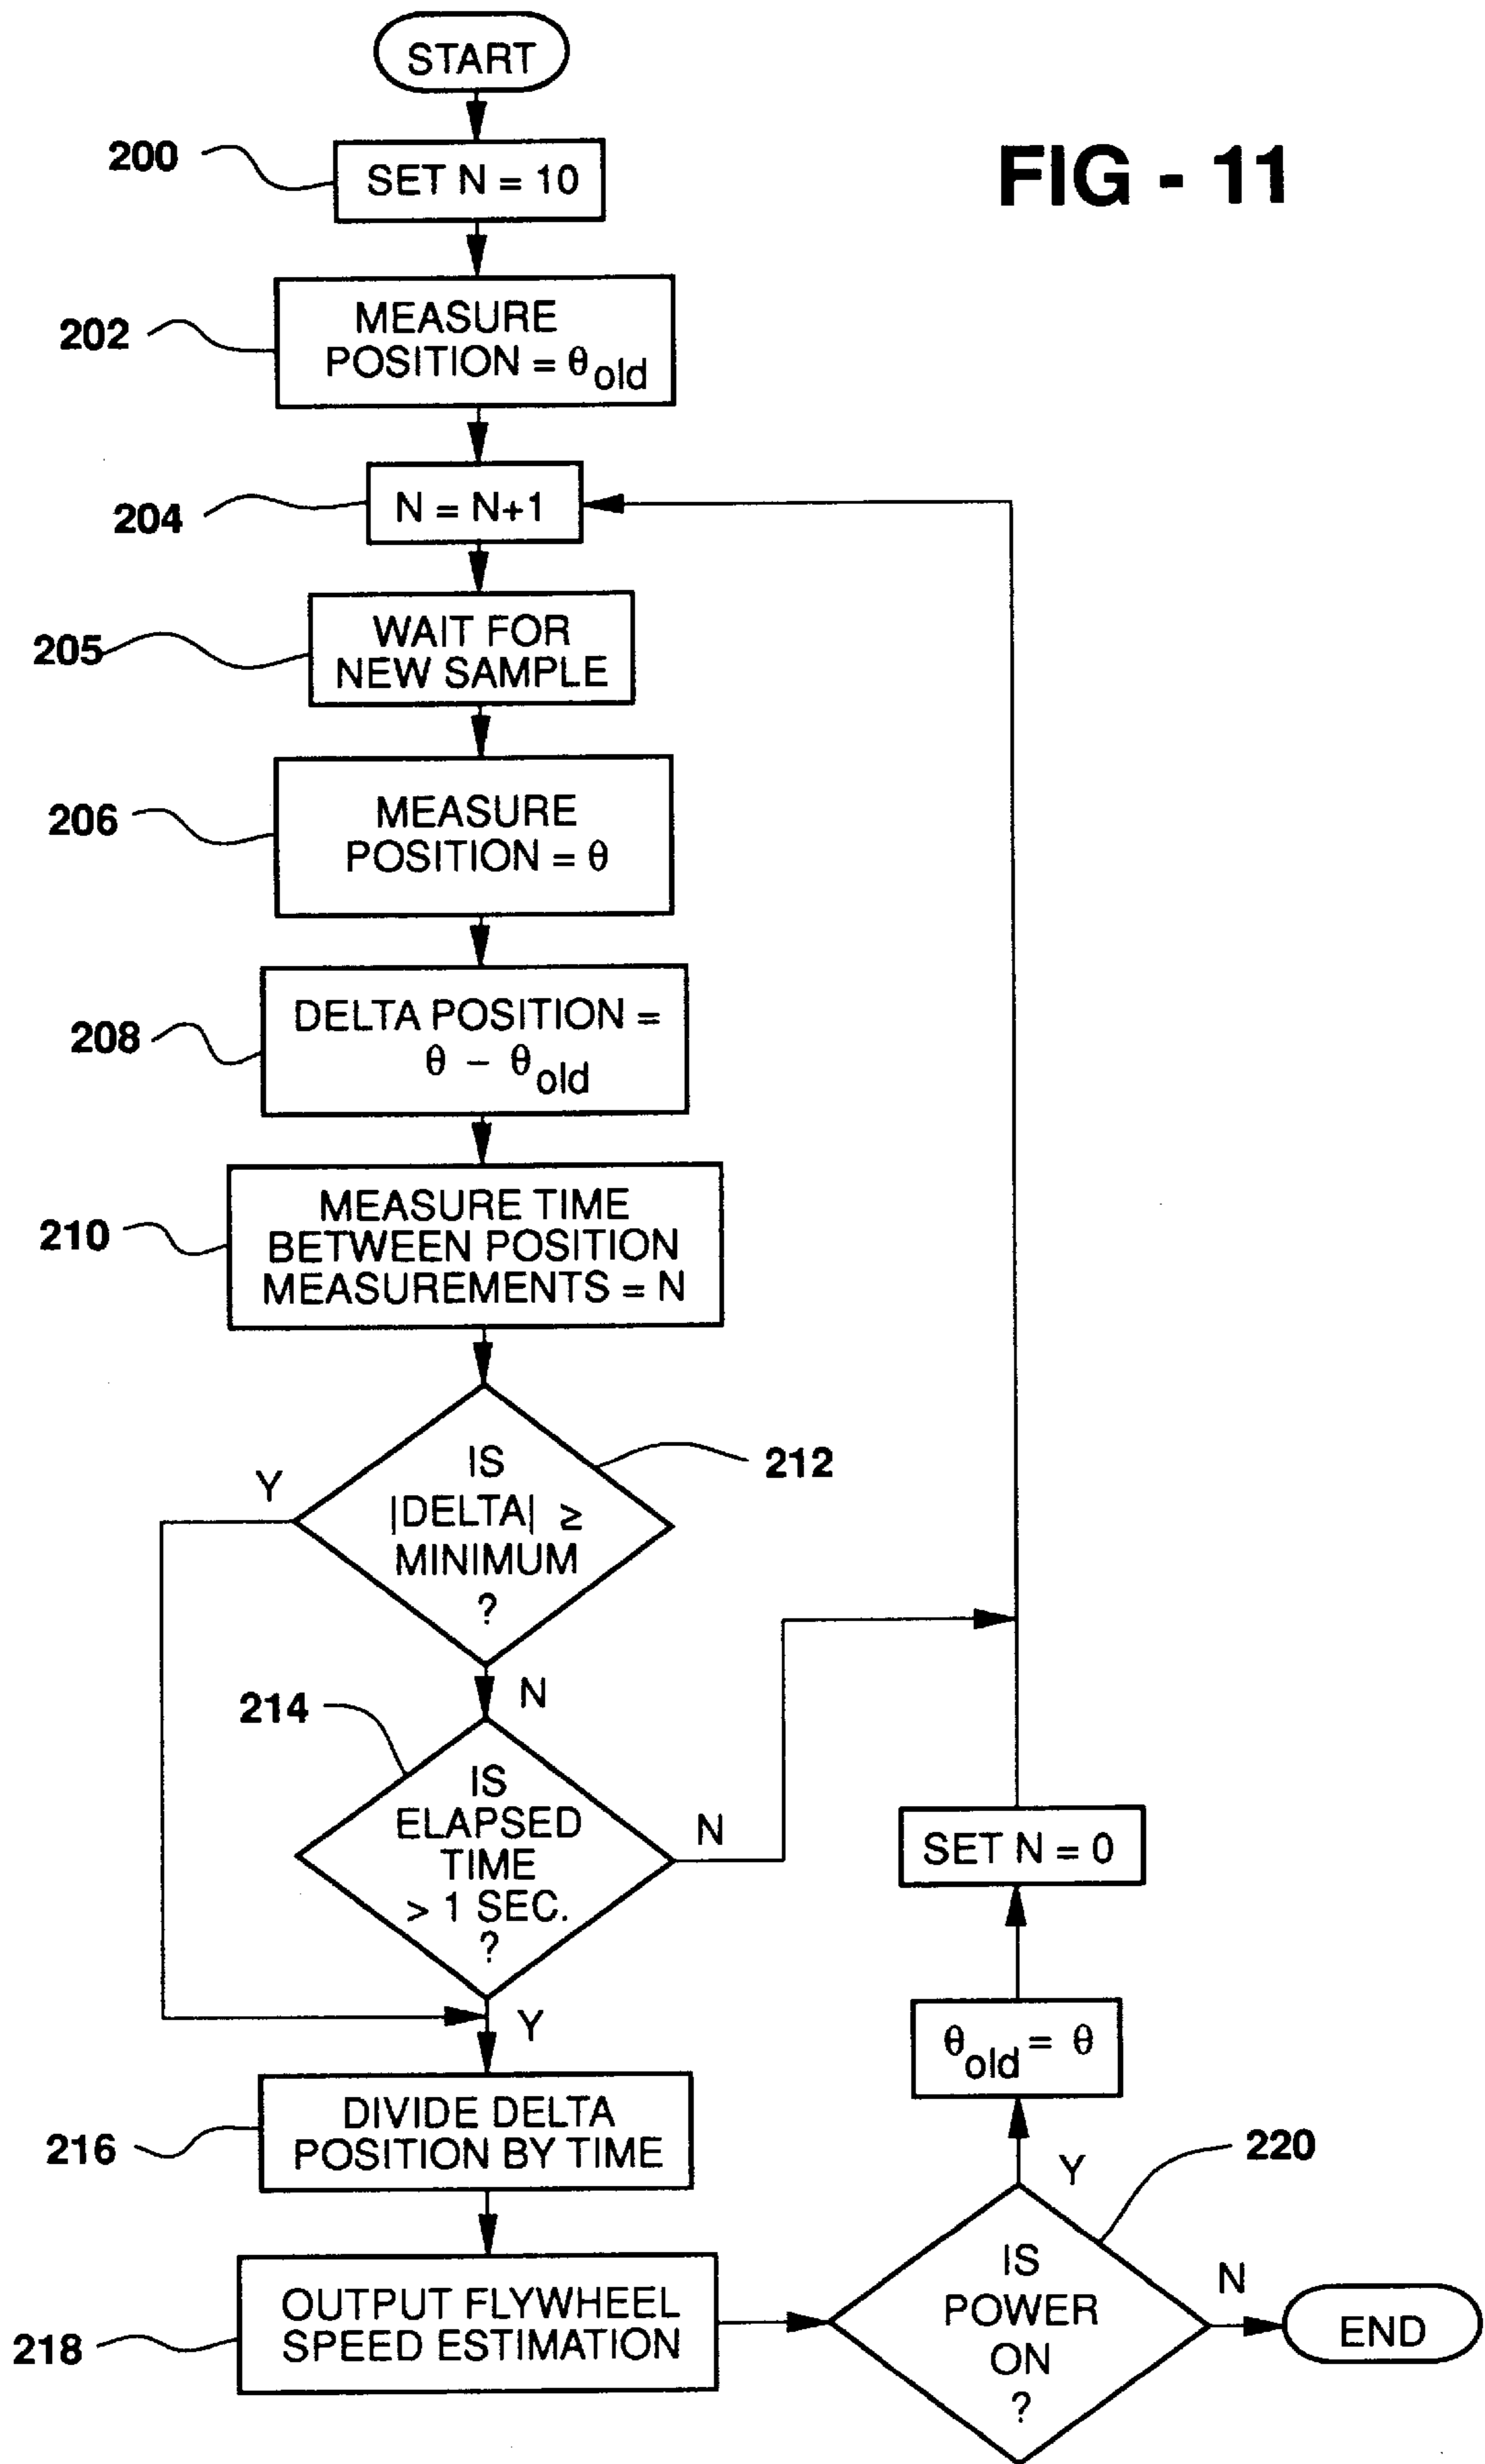 START
FIG - 11
200
SET N = 10
202
MEASURE
POSITION = θold
204
N = N+1
205
WAIT FOR
NEW SAMPLE
206
MEASURE
POSITION = θ
208
DELTA POSITION =
θ - θold
210
MEASURE TIME
BETWEEN POSITION
MEASUREMENTS = N
212
Y
IS
|DELTA| ≥
MINIMUM
?
N
214
IS
ELAPSED
TIME
> 1 SEC.
?
N
Y
SET N = 0
θold = θ
216
DIVIDE DELTA
POSITION BY TIME
218
OUTPUT FLYWHEEL
SPEED ESTIMATION
Y
220
IS
POWER
ON
?
N
END